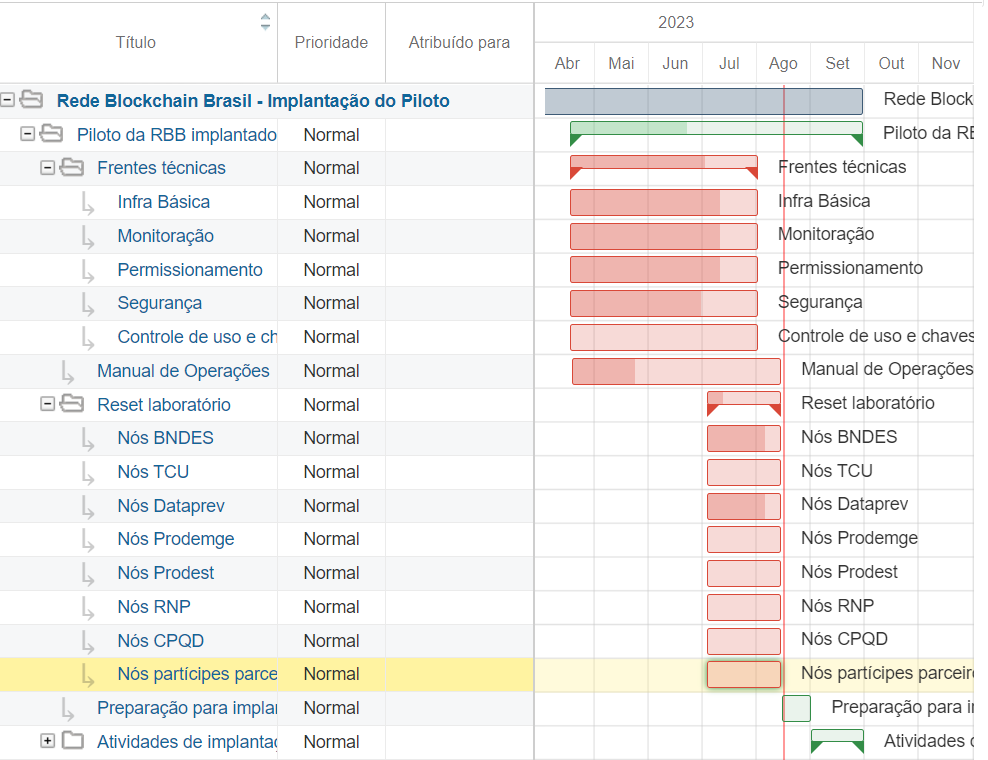 Título Prioridade Atribuído para 2023
Abr Mai Jun Jul Ago Set Out Nov
Rede Blockchain Brasil - Implantação do Piloto Rede Block
Piloto da RBB implantado Normal Piloto da RE
Frentes técnicas Normal Frentes técnicas
Infra Básica Normal Infra Básica
Monitoração Normal Monitoração
Permissionamento Normal Permissionamento
Segurança Normal Segurança
Controle de uso e ch Normal Controle de uso e chaves
Manual de Operações Normal Manual de Operações
Reset laboratório Normal Reset laboratório
Nós BNDES Normal Nós BNDES
Nós TCU Normal Nós TCU
Nós Dataprev Normal Nós Dataprev
Nós Prodemge Normal Nós Prodemge
Nós Prodest Normal Nós Prodest
Nós RNP Normal Nós RNP
Nós CPQD Normal Nós CPQD
Nós partícipes parce Normal Nós partícipes parceir
Preparação para implan Normal Preparação para i
Atividades de implantaç Normal Atividades